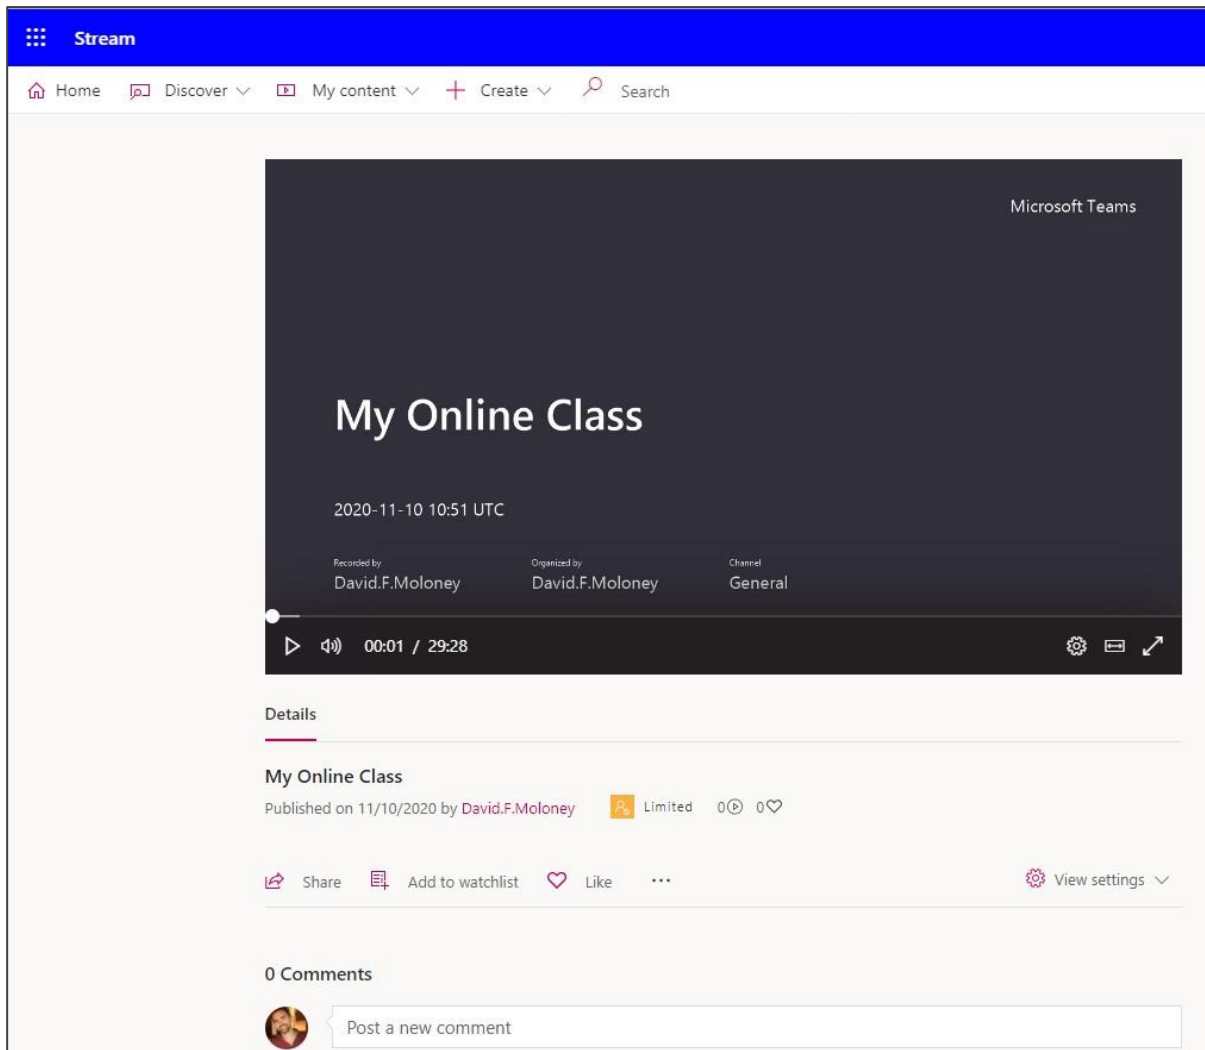 Stream
Home Discover My content Create Search
Microsoft Teams
My Online Class
2020-11-10 10:51 UTC
Recorded by Organized by Channel
David.F.Moloney David.F.Moloney General
00:01 / 29:28
Details
My Online Class
Published on 11/10/2020 by David.F.Moloney Limited 0 0
Share Add to watchlist Like ... View settings
0 Comments
Post a new comment